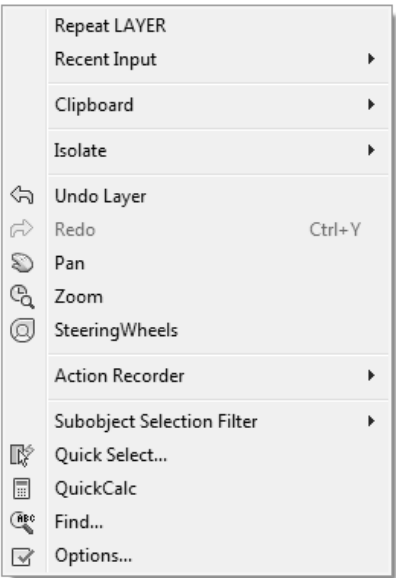 Repeat LAYER
Recent Input
Clipboard
Isolate
Undo Layer
Redo Ctrl+Y
Pan
Zoom
SteeringWheels
Action Recorder
Subobject Selection Filter
Quick Select...
QuickCalc
ABC Find...
Options...